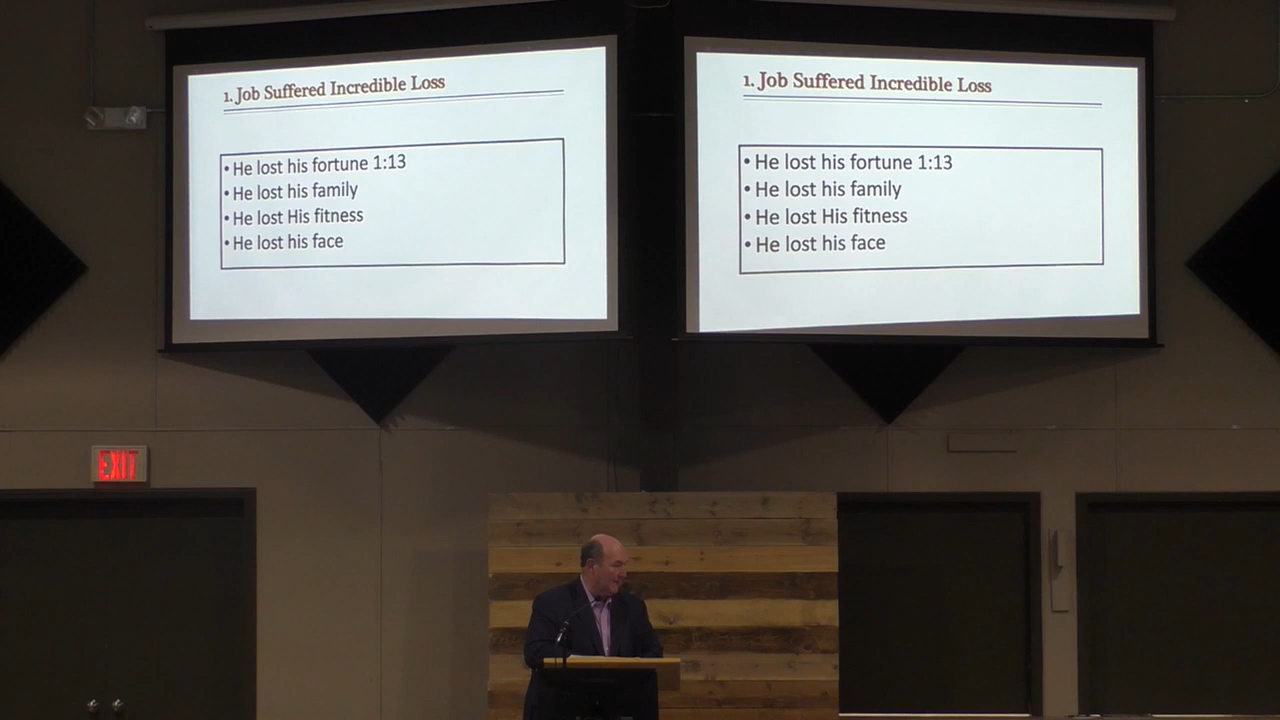 1. Job Suffered Incredible Loss
• He lost his fortune 1:13
• He lost his family
• He lost His fitness
• He lost his face
1. Job Suffered Incredible Loss
• He lost his fortune 1:13
• He lost his family
• He lost His fitness
• He lost his face
EXIT